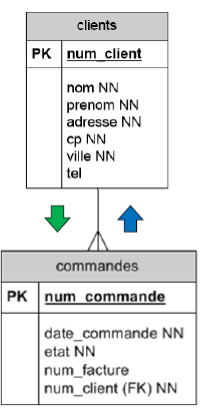 clients
PK num_client
nom NN
prenom NN
adresse NN
cp NN
ville NN
tel
commandes
PK num_commande
date_commande NN
etat NN
num_facture
num_client (FK) NN